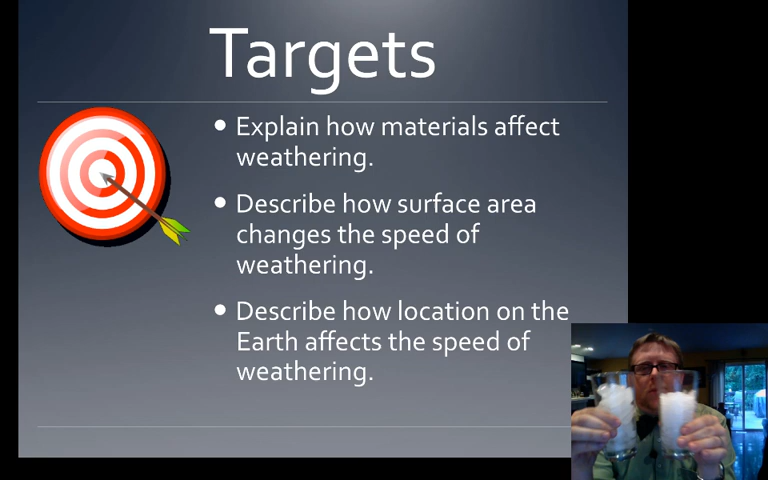 Targets
Explain how materials affect
weathering.
Describe how surface area
changes the speed of
weathering.
Describe how location on the
Earth affects the speed of
weathering.